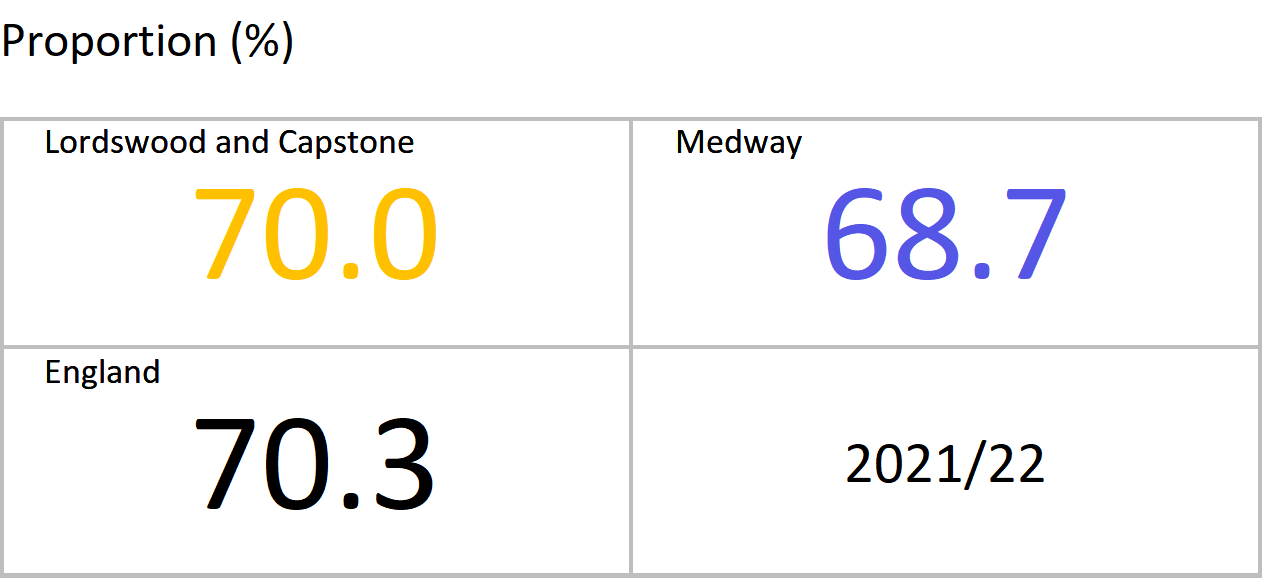 Proportion (%)
Lordswood and Capstone
70.0
Medway
68.7
England
70.3
2021/22